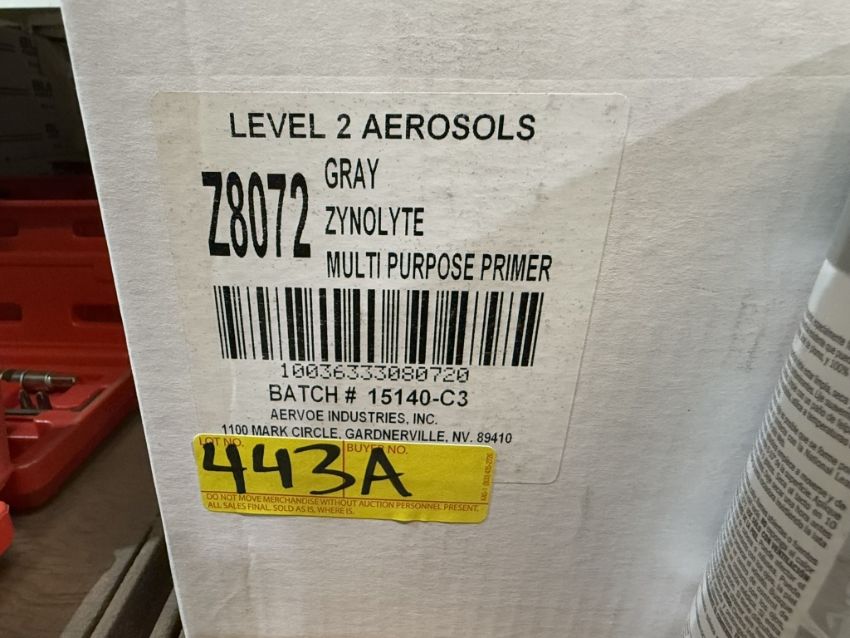 LEVEL 2 AEROSOLS
Z8072
GRAY
ZYNOLYTE
MULTI PURPOSE PRIMER
10036333080720
BATCH # 15140-C3
AERVOE INDUSTRIES, INC.
1100 MARK CIRCLE, GARDNERVILLE, NV. 89410
LOT NO. BUYER NO.
443A
DO NOT MOVE MERCHANDISE WITHOUT AUCTION PERSONNEL PRESENT.
ALL SALES FINAL. SOLD AS IS, WHERE IS.